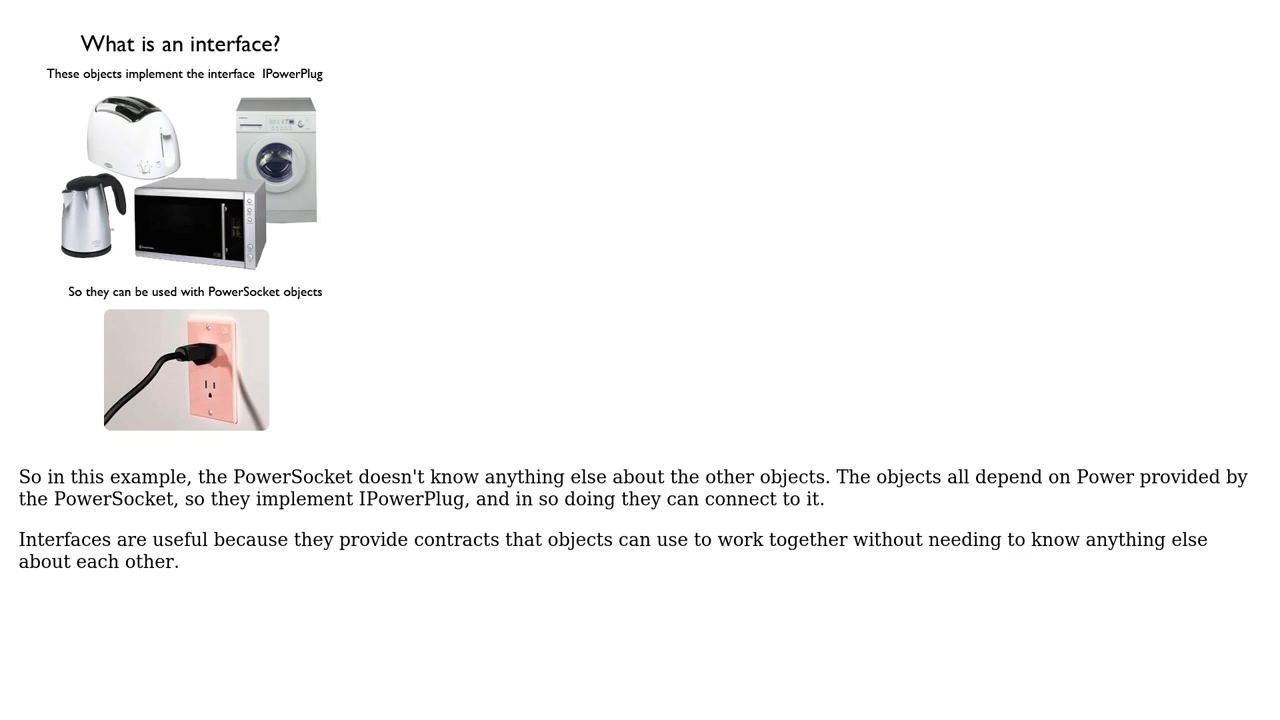 What is an interface?
These objects implement the interface IPowerPlug
So they can be used with PowerSocket objects
So in this example, the PowerSocket doesn't know anything else about the other objects. The objects all depend on Power provided by
the PowerSocket, so they implement IPowerPlug, and in so doing they can connect to it.
Interfaces are useful because they provide contracts that objects can use to work together without needing to know anything else
about each other.